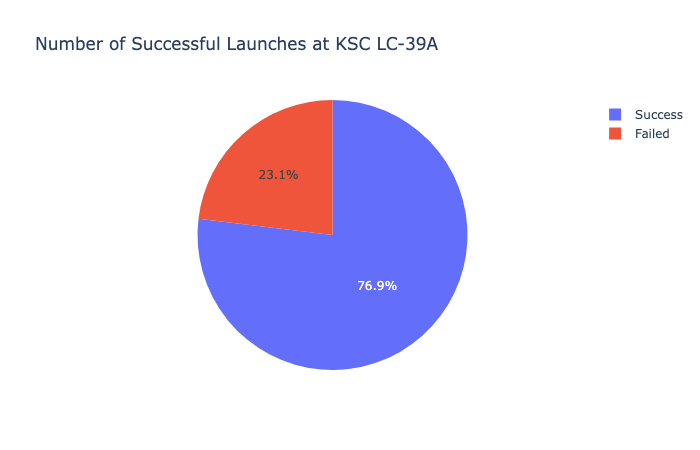 Number of Successful Launches at KSC LC-39A
Success
Failed
23.1%
76.9%